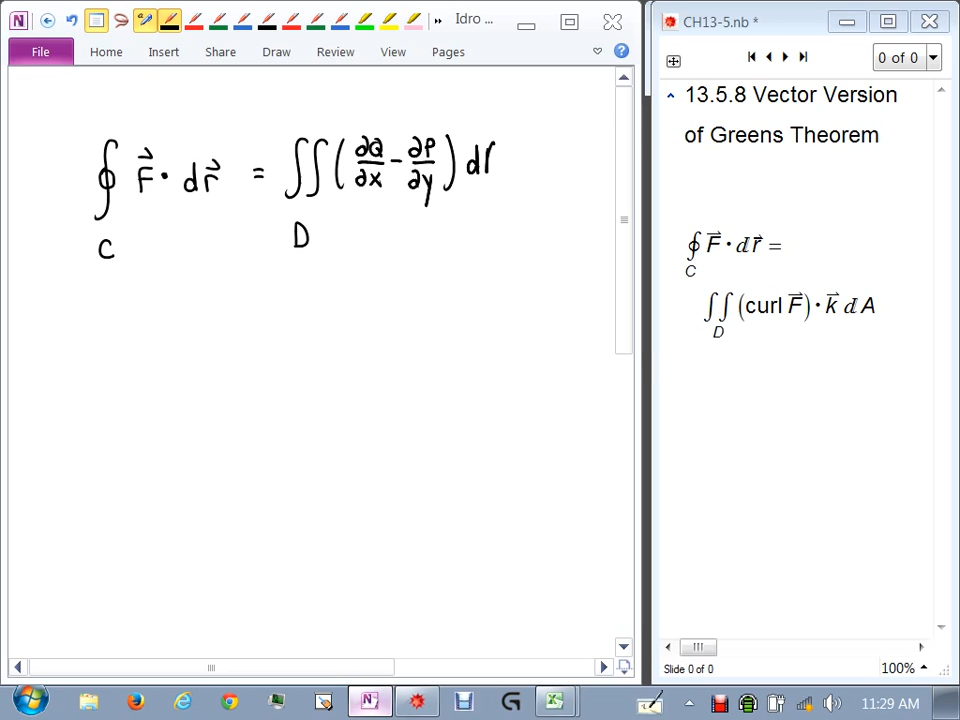 Idro ...
File Home Insert Share Draw Review View Pages
∮ F⃗ · dr⃗ = ∬ ( ∂Q/∂x − ∂P/∂y ) d
C D
CH13-5.nb *
0 of 0
13.5.8 Vector Version
of Greens Theorem
∮ F⃗ · dr⃗ =
C
∬ (curl F⃗) · k⃗ dA
D
Slide 0 of 0
100%
11:29 AM